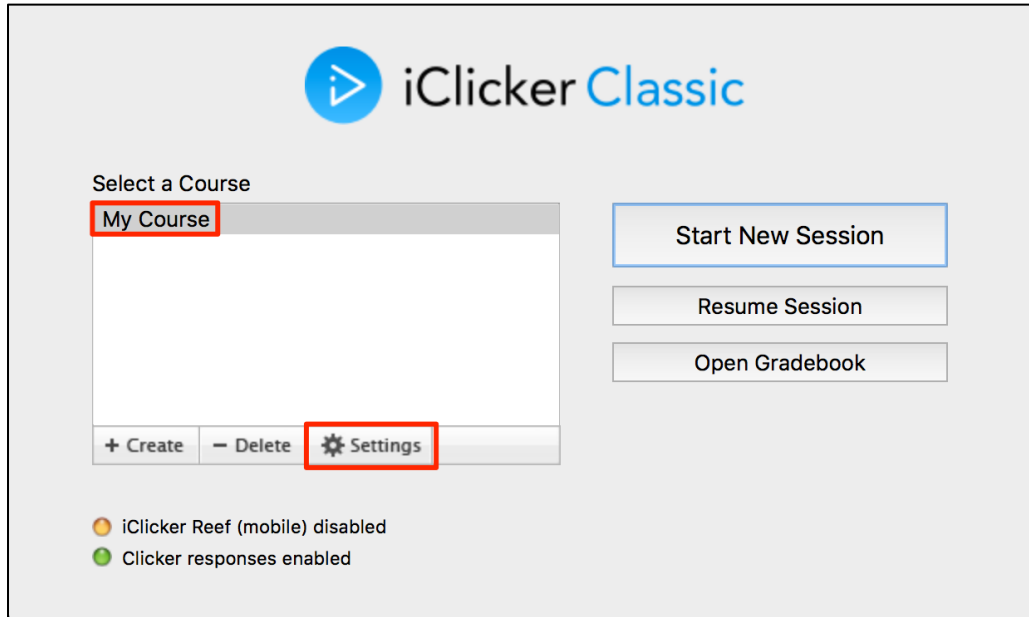 iClicker Classic
Select a Course
My Course
Start New Session
Resume Session
Open Gradebook
+ Create
− Delete
Settings
iClicker Reef (mobile) disabled
Clicker responses enabled